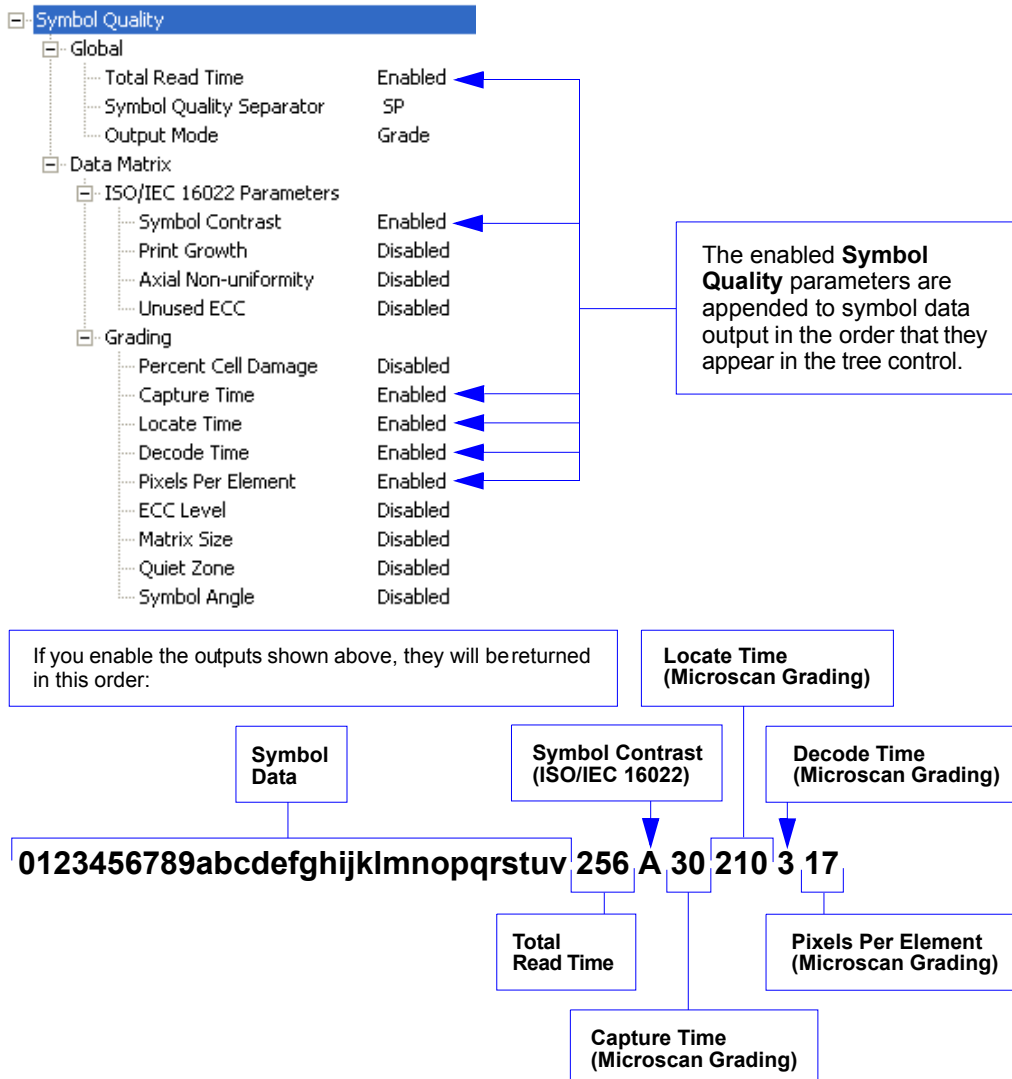 Symbol Quality
Global
Total Read Time Enabled
Symbol Quality Separator SP
Output Mode Grade
Data Matrix
ISO/IEC 16022 Parameters
Symbol Contrast Enabled
Print Growth Disabled
Axial Non-uniformity Disabled
Unused ECC Disabled
Grading
Percent Cell Damage Disabled
Capture Time Enabled
Locate Time Enabled
Decode Time Enabled
Pixels Per Element Enabled
ECC Level Disabled
Matrix Size Disabled
Quiet Zone Disabled
Symbol Angle Disabled
The enabled Symbol
Quality parameters are
appended to symbol data
output in the order that they
appear in the tree control.
If you enable the outputs shown above, they will be returned
in this order:
Locate Time
(Microscan Grading)
Symbol
Data
Symbol Contrast
(ISO/IEC 16022)
Decode Time
(Microscan Grading)
0123456789abcdefghijklmnopqrstuv 256 A 30 210 3 17
Total
Read Time
Pixels Per Element
(Microscan Grading)
Capture Time
(Microscan Grading)